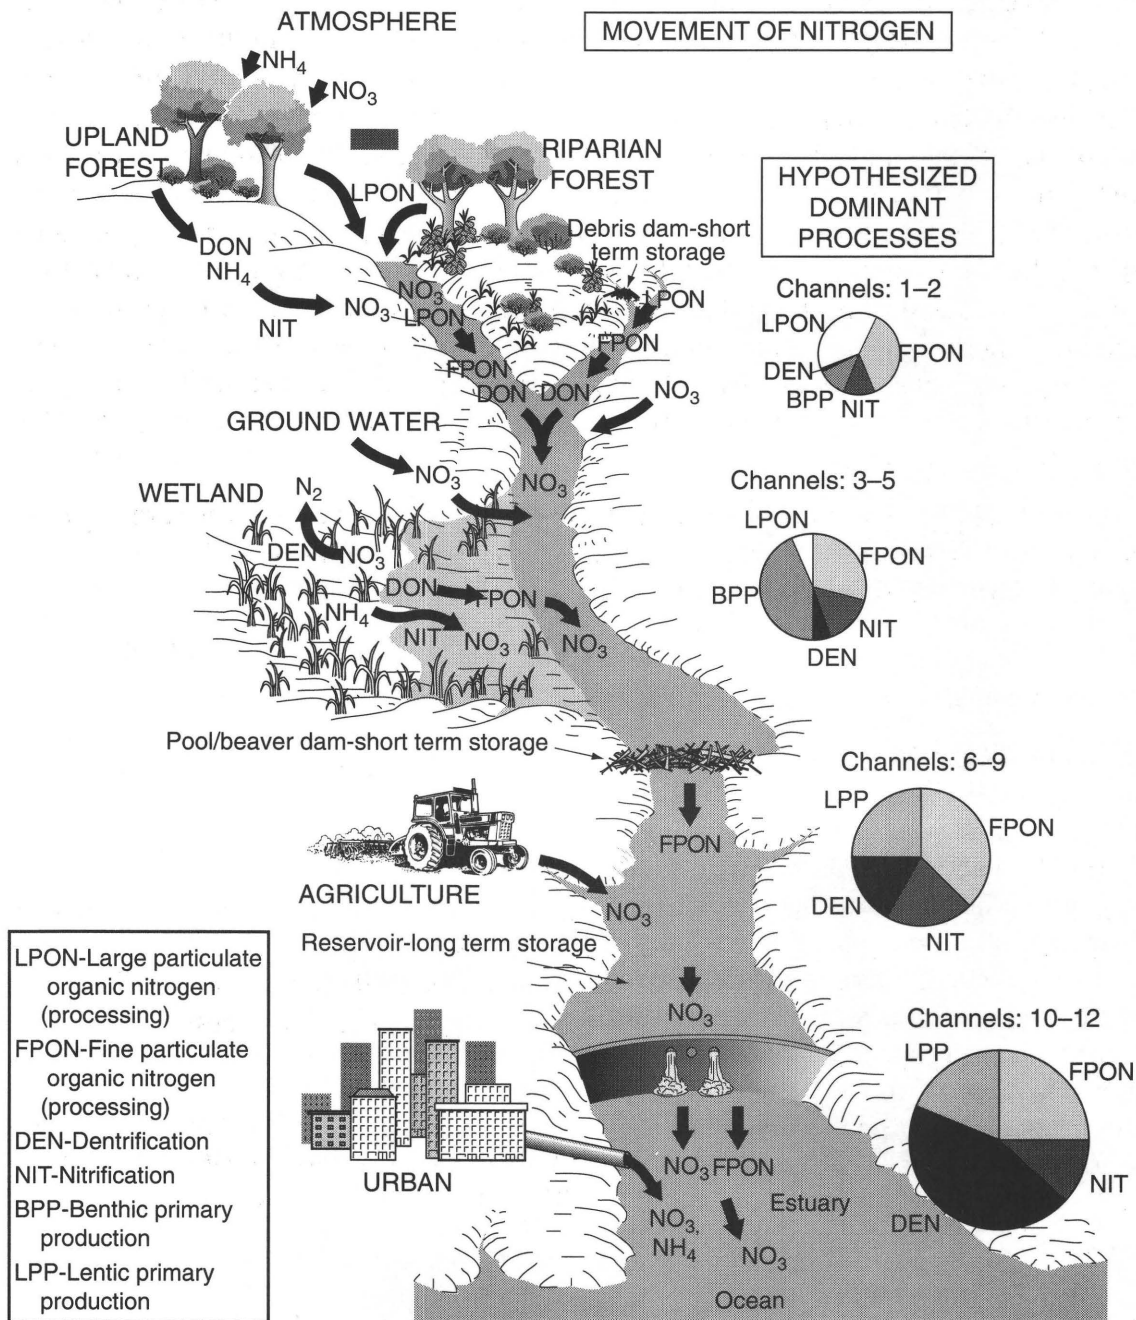 ATMOSPHERE
MOVEMENT OF NITROGEN
NH4
NO3
UPLAND
FOREST
RIPARIAN
FOREST
LPON
HYPOTHESIZED
DOMINANT
PROCESSES
Debris dam-short
term storage
DON
NH4
NIT
NO3
NO3
LPON
FPON
DON
LPON
FPON
DON
NO3
Channels: 1–2
LPON
FPON
DEN
BPP
NIT
GROUND WATER
NO3
NO3
WETLAND
N2
DEN
NO3
DON
FPON
NH4
NIT
NO3
NO3
Channels: 3–5
LPON
FPON
BPP
NIT
DEN
Pool/beaver dam-short term storage
FPON
Channels: 6–9
LPP
FPON
DEN
NIT
AGRICULTURE
NO3
Reservoir-long term storage
NO3
Channels: 10–12
LPP
FPON
NIT
DEN
URBAN
NO3
FPON
NO3,
NH4
Estuary
NO3
Ocean
LPON-Large particulate
organic nitrogen
(processing)
FPON-Fine particulate
organic nitrogen
(processing)
DEN-Dentrification
NIT-Nitrification
BPP-Benthic primary
production
LPP-Lentic primary
production